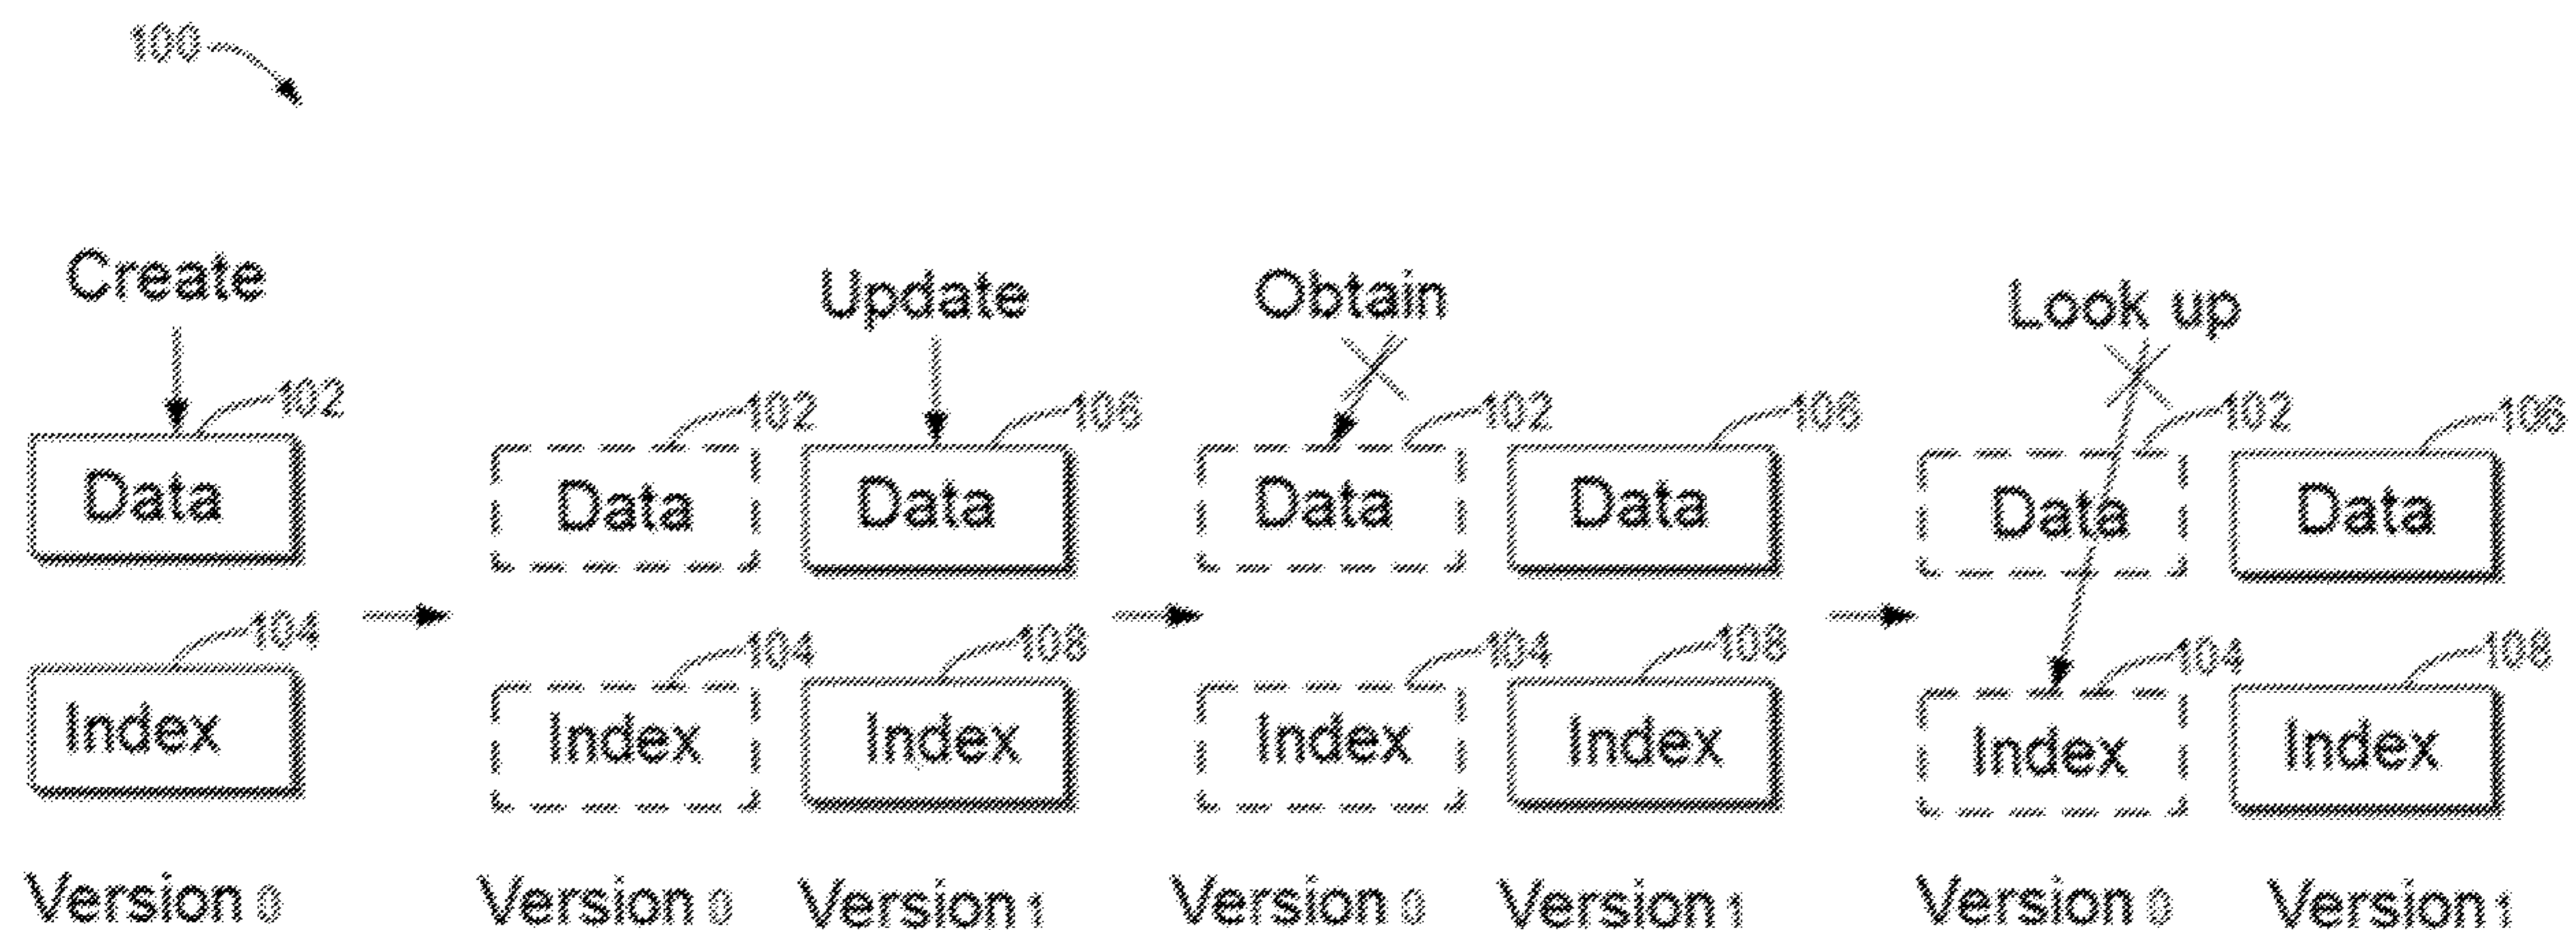 100
Create Update Obtain Look up
102 102 106 102 106 102 106
Data Data Data Data Data Data Data
104 104 108 104 108 104 108
Index Index Index Index Index Index Index
Version 0 Version 0 Version 1 Version 0 Version 1 Version 0 Version 1